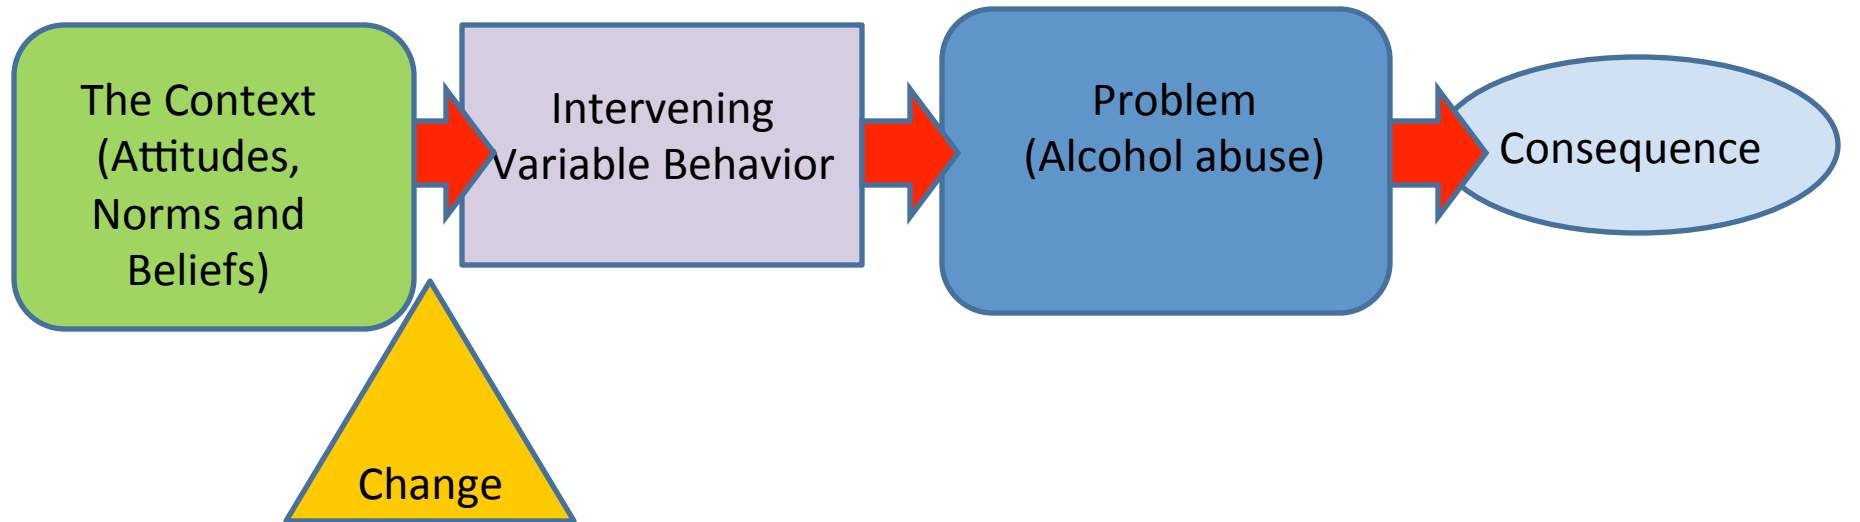 The Context
(Attitudes,
Norms and
Beliefs)
Intervening
Variable Behavior
Problem
(Alcohol abuse)
Consequence
Change